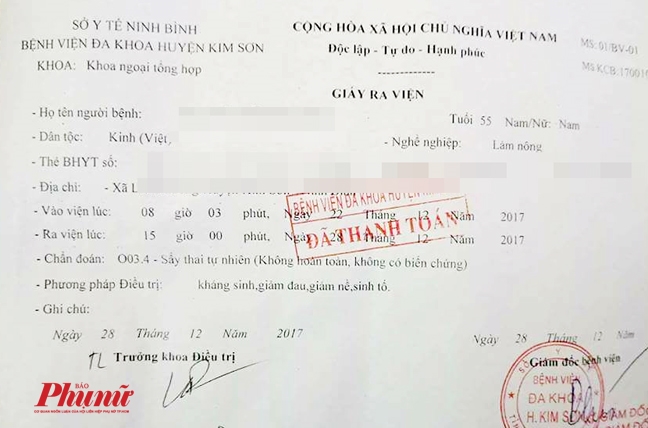 SỞ Y TẾ NINH BÌNH
BỆNH VIỆN ĐA KHOA HUYỆN KIM SƠN
KHOA: Khoa ngoại tổng hợp
CỘNG HÒA XÃ HỘI CHỦ NGHĨA VIỆT NAM
Độc lập - Tự do - Hạnh phúc
MS: 01/BV-01
GIẤY RA VIỆN
- Họ tên người bệnh:
Tuổi 55 Nam/Nữ: Nam
- Dân tộc: Kinh (Việt)
- Nghề nghiệp: Làm nông
- Thẻ BHYT số:
- Địa chỉ: - Xã L
- Vào viện lúc: 08 giờ 03 phút, Ngày 22 Tháng 12 Năm 2017
- Ra viện lúc: 15 giờ 00 phút, Ngày 28 Tháng 12 Năm 2017
BỆNH VIỆN ĐA KHOA HUYỆN KIM
ĐÃ THANH TOÁN
- Chẩn đoán: O03.4 - Sẩy thai tự nhiên (Không hoàn toàn, không có biến chứng)
- Phương pháp Điều trị: kháng sinh,giảm đau,giảm nề,sinh tố.
- Ghi chú:
Ngày 28 Tháng 12 Năm 2017
TL Trưởng khoa Điều trị
Ngày 28 Tháng 12 Năm
Giám đốc bệnh viện
BỆNH VIỆN
ĐA KHOA
H. KIM SƠN
GIÁM ĐỐC
BÁO
Phụ nữ